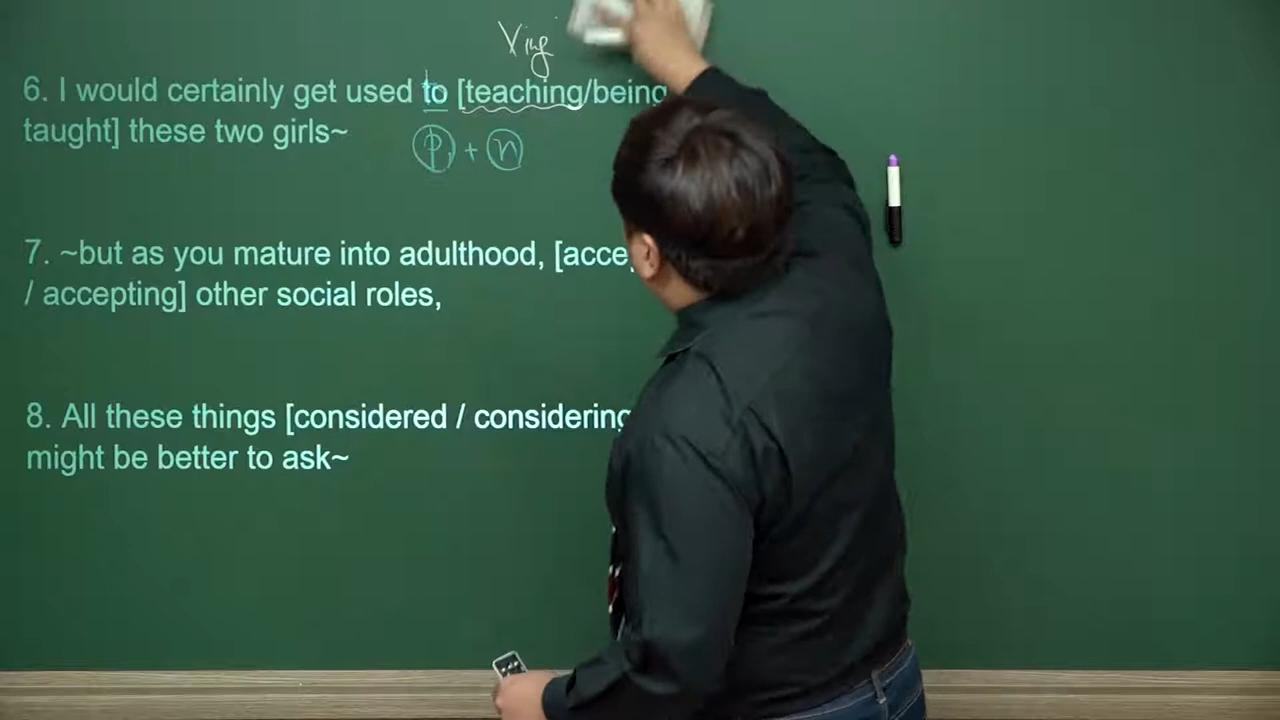 Ving
6. I would certainly get used to [teaching/being
taught] these two girls~
p + n
7. ~but as you mature into adulthood,
/ accepting] other social roles,
8. All these things [considered / considering
might be better to ask~